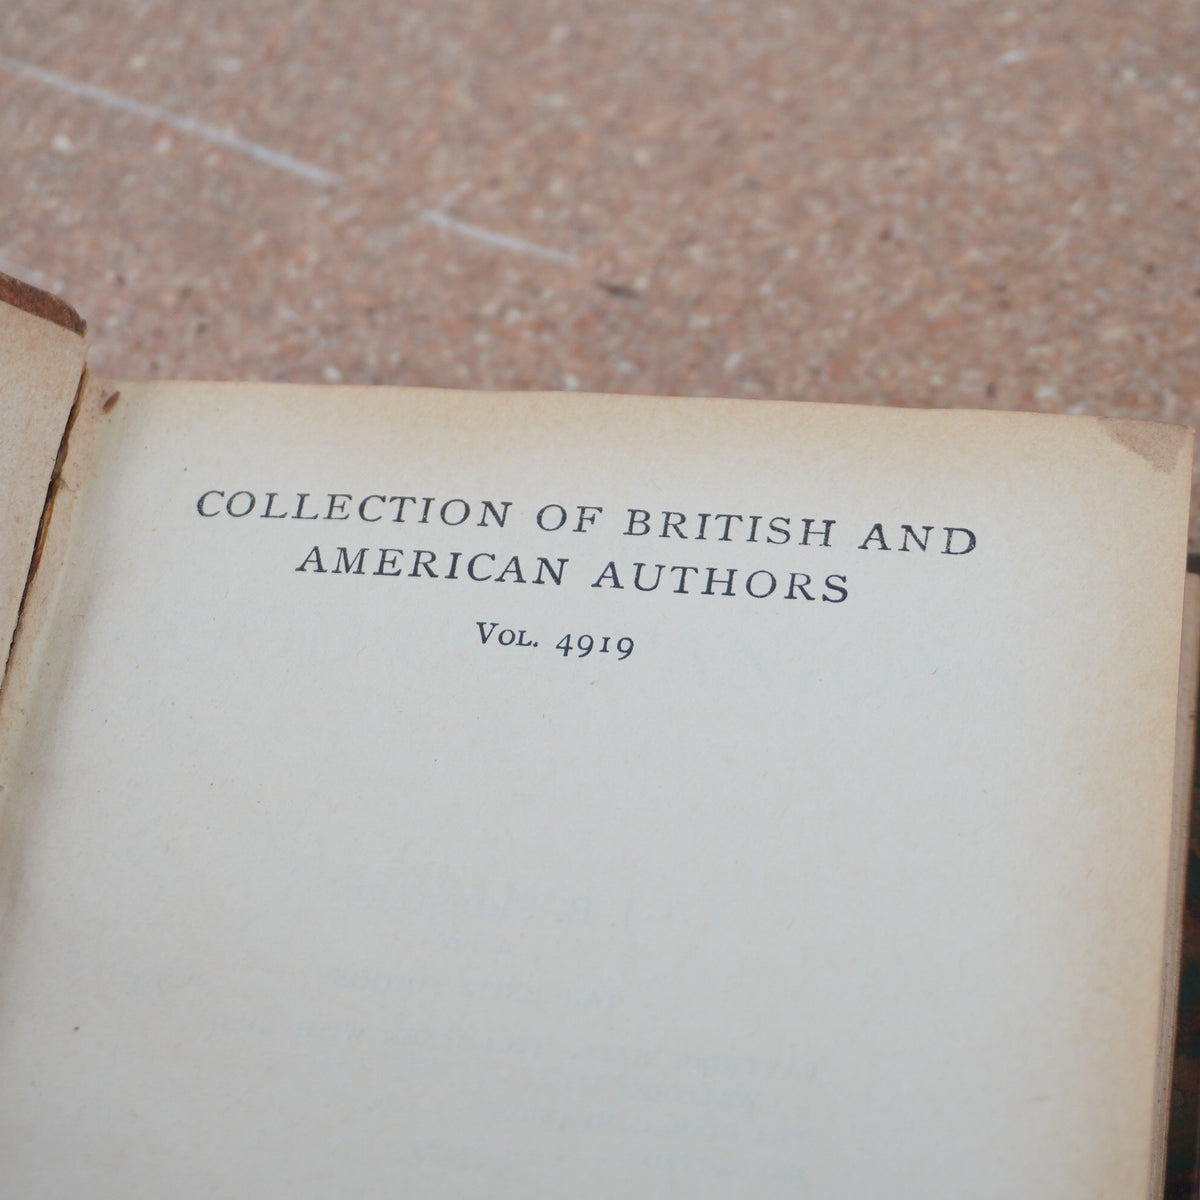 COLLECTION OF BRITISH AND
AMERICAN AUTHORS
VOL. 4919